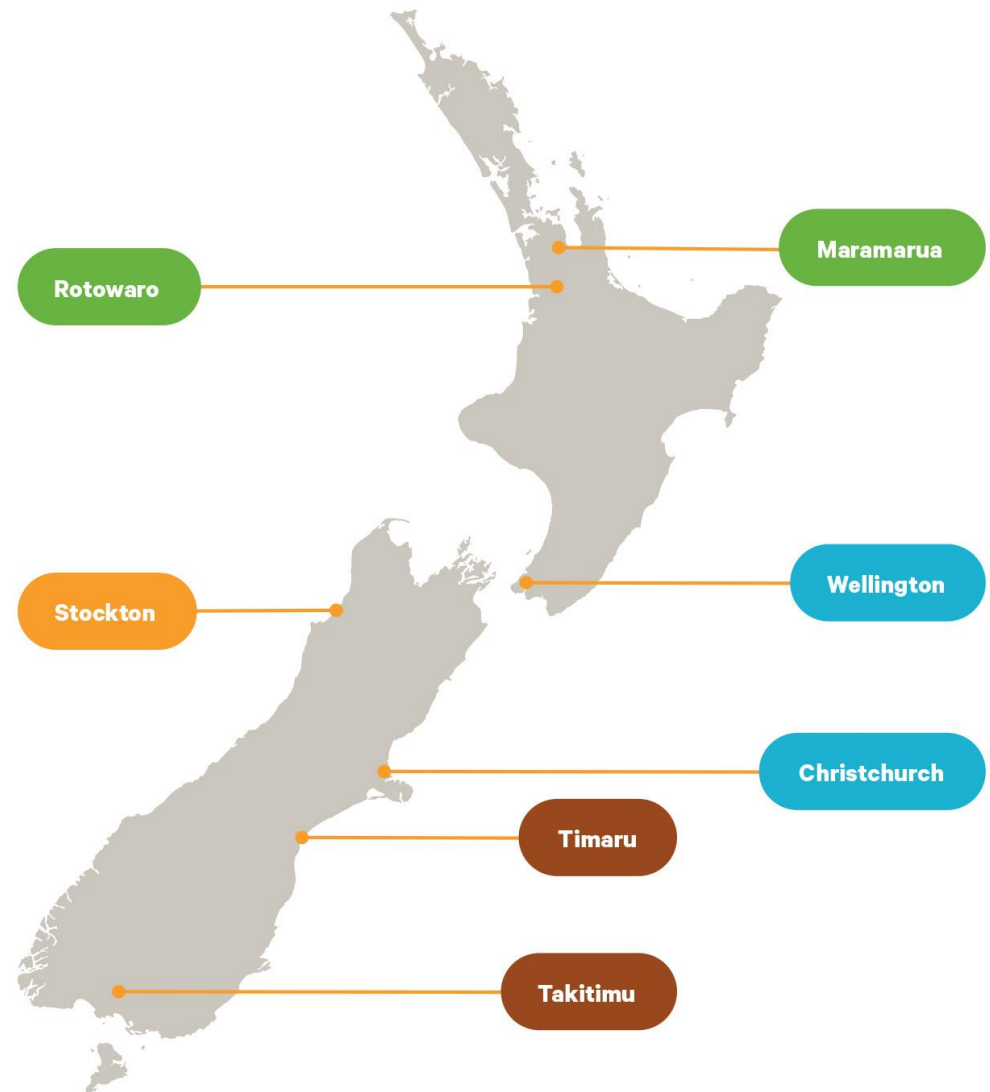 Maramarua
Rotowaro
Wellington
Stockton
Christchurch
Timaru
Takitimu